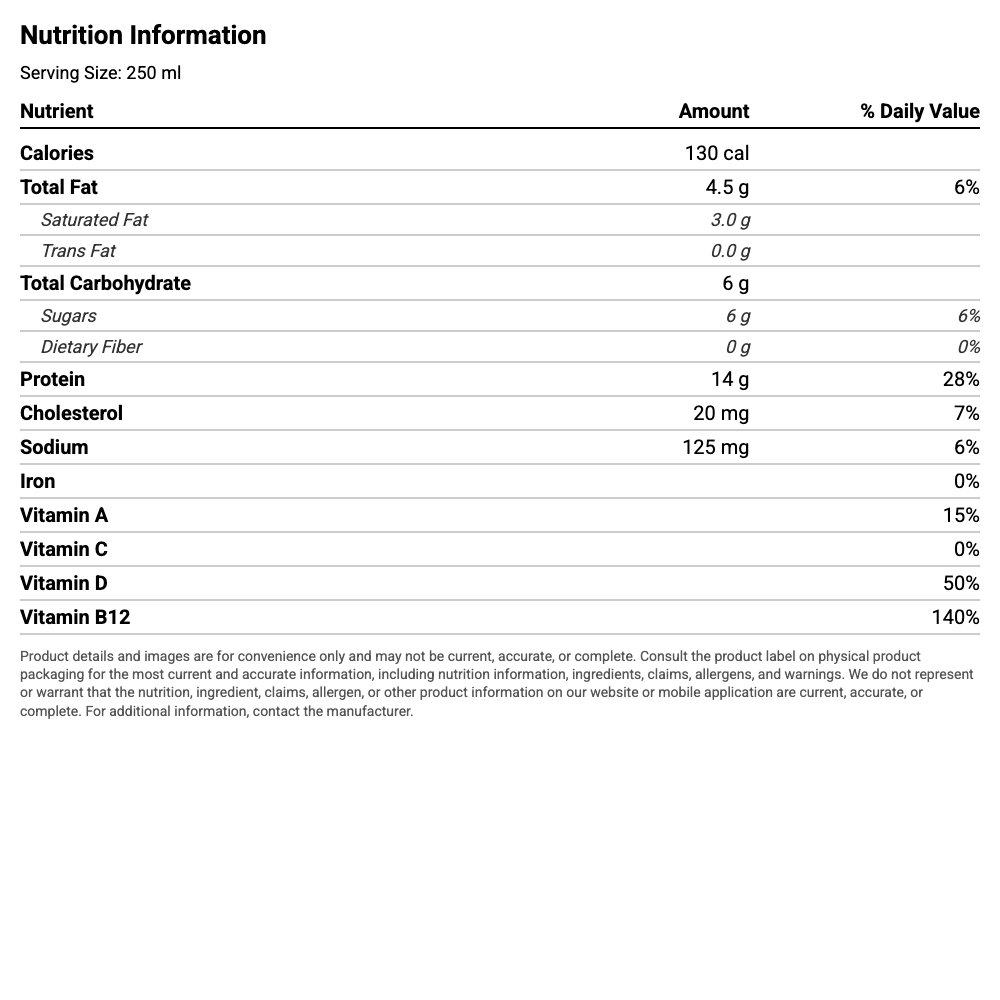 Nutrition Information
Serving Size: 250 ml
Nutrient Amount % Daily Value
Calories 130 cal
Total Fat 4.5 g 6%
Saturated Fat 3.0 g
Trans Fat 0.0 g
Total Carbohydrate 6 g
Sugars 6 g 6%
Dietary Fiber 0 g 0%
Protein 14 g 28%
Cholesterol 20 mg 7%
Sodium 125 mg 6%
Iron 0%
Vitamin A 15%
Vitamin C 0%
Vitamin D 50%
Vitamin B12 140%
Product details and images are for convenience only and may not be current, accurate, or complete. Consult the product label on physical product
packaging for the most current and accurate information, including nutrition information, ingredients, claims, allergens, and warnings. We do not represent
or warrant that the nutrition, ingredient, claims, allergen, or other product information on our website or mobile application are current, accurate, or
complete. For additional information, contact the manufacturer.